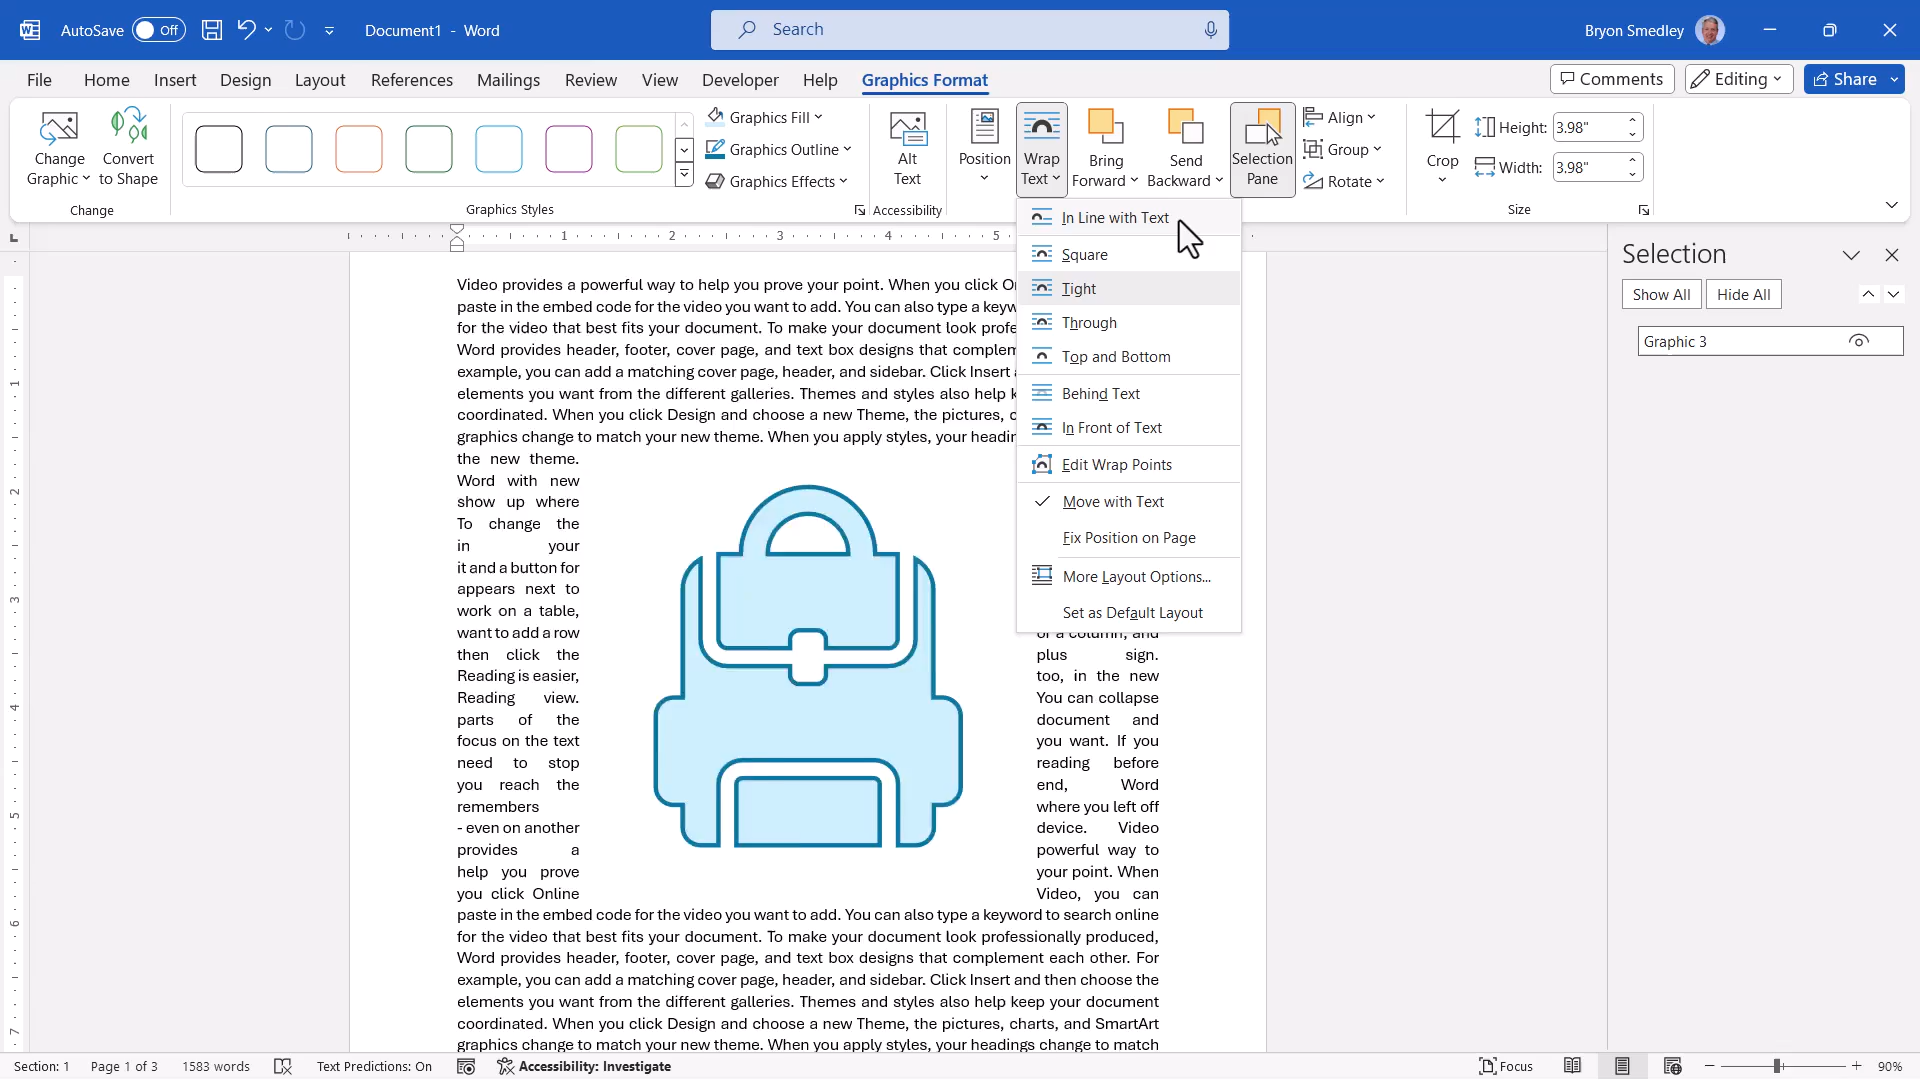 AutoSave Off Document1 - Word Search Bryon Smedley
File Home Insert Design Layout References Mailings Review View Developer Help Graphics Format Comments Editing Share
Change Graphic Convert to Shape
Change
Graphics Fill
Graphics Outline
Graphics Effects
Graphics Styles
Alt Text
Accessibility
Position
Wrap Text
Bring Forward
Send Backward
Selection Pane
Align
Group
Rotate
Crop
Height: 3.98"
Width: 3.98"
Size
In Line with Text
Square
Tight
Through
Top and Bottom
Behind Text
In Front of Text
Edit Wrap Points
Move with Text
Fix Position on Page
More Layout Options...
Set as Default Layout
Selection
Show All Hide All
Graphic 3
1 2 3 4 5
1
2
3
4
5
6
7
Video provides a powerful way to help you prove your point. When you click
paste in the embed code for the video you want to add. You can also type a
for the video that best fits your document. To make your document look
Word provides header, footer, cover page, and text box designs that
example, you can add a matching cover page, header, and sidebar. Click Insert
elements you want from the different galleries. Themes and styles also help
coordinated. When you click Design and choose a new Theme, the pictures,
graphics change to match your new theme. When you apply styles, your
the new theme.
Word with new
show up where
To change the
in your
it and a button for
appears next to
work on a table,
want to add a row or a column, and
then click the plus sign.
Reading is easier, too, in the new
Reading view. You can collapse
parts of the document and
focus on the text you want. If you
need to stop reading before
you reach the end, Word
remembers where you left off
- even on another device. Video
provides a powerful way to
help you prove your point. When
you click Online Video, you can
paste in the embed code for the video you want to add. You can also type a keyword to search online
for the video that best fits your document. To make your document look professionally produced,
Word provides header, footer, cover page, and text box designs that complement each other. For
example, you can add a matching cover page, header, and sidebar. Click Insert and then choose the
elements you want from the different galleries. Themes and styles also help keep your document
coordinated. When you click Design and choose a new Theme, the pictures, charts, and SmartArt
graphics change to match your new theme. When you apply styles, your headings change to match
Section: 1 Page 1 of 3 1583 words Text Predictions: On Accessibility: Investigate Focus 90%